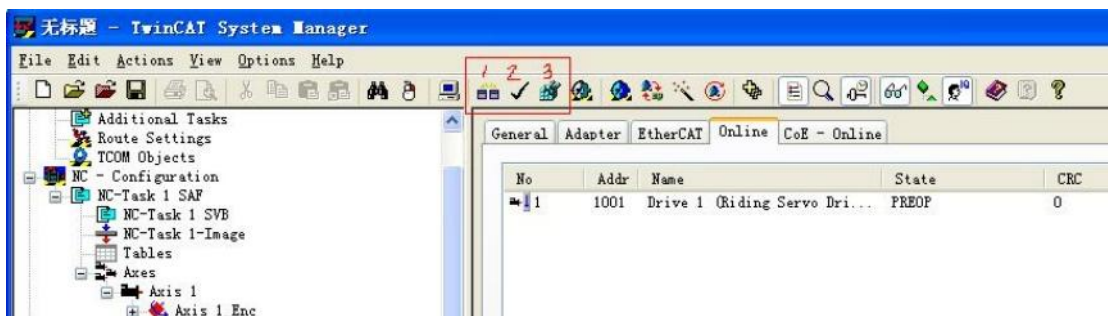 无标题 - TwinCAT System Manager
File Edit Actions View Options Help
1 2 3
Additional Tasks
Route Settings
TCOM Objects
NC - Configuration
NC-Task 1 SAF
NC-Task 1 SVB
NC-Task 1-Image
Tables
Axes
Axis 1
Axis 1_Enc
General Adapter EtherCAT Online CoE - Online
No Addr Name State CRC
1 1001 Drive 1 (Riding Servo Dri... PREOP 0